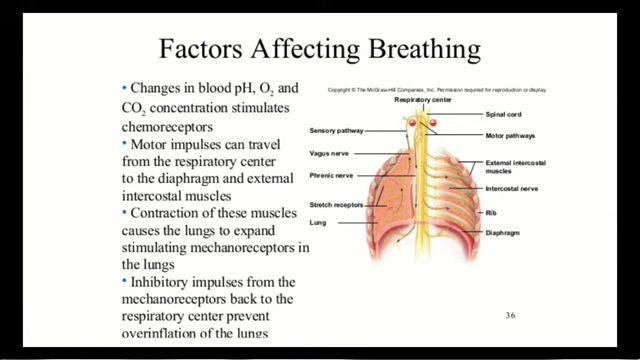 Factors Affecting Breathing
• Changes in blood pH, O2 and
CO2 concentration stimulates
chemoreceptors
• Motor impulses can travel
from the respiratory center
to the diaphragm and external
intercostal muscles
• Contraction of these muscles
causes the lungs to expand
stimulating mechanoreceptors in
the lungs
• Inhibitory impulses from the
mechanoreceptors back to the
respiratory center prevent
overinflation of the lungs
Copyright © The McGraw-Hill Companies, Inc. Permission required for reproduction or display.
Respiratory center
Sensory pathway
Vagus nerve
Phrenic nerve
Stretch receptors
Lung
Spinal cord
Motor pathways
External intercostal
muscles
Intercostal nerve
Rib
Diaphragm
36